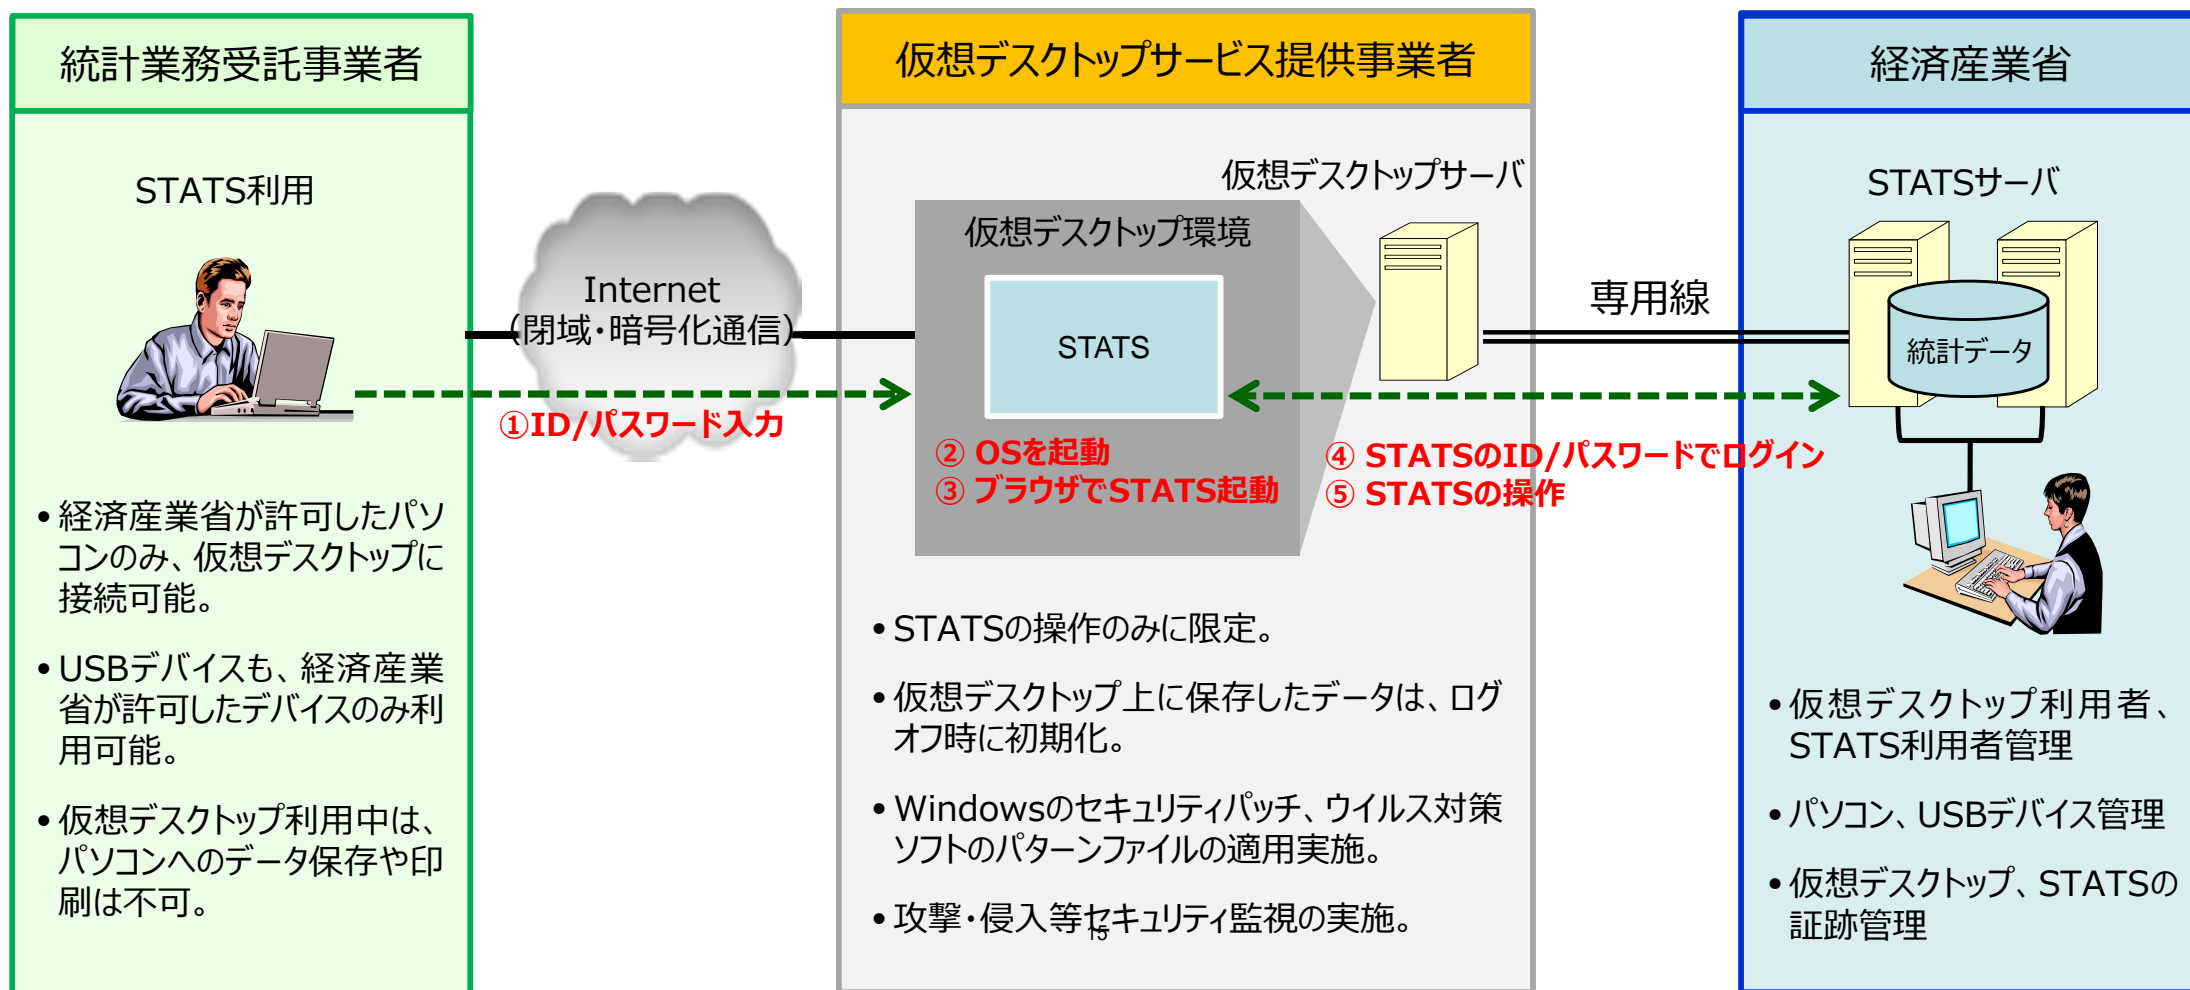 統計業務受託事業者
STATS利用
①ID/パスワード入力
• 経済産業省が許可したパソ
コンのみ、仮想デスクトップに
接続可能。
• USBデバイスも、経済産業
省が許可したデバイスのみ利
用可能。
• 仮想デスクトップ利用中は、
パソコンへのデータ保存や印
刷は不可。
Internet
（閉域・暗号化通信）
仮想デスクトップサービス提供事業者
仮想デスクトップサーバ
仮想デスクトップ環境
STATS
② OSを起動
③ ブラウザでSTATS起動
④ STATSのID/パスワードでログイン
⑤ STATSの操作
• STATSの操作のみに限定。
• 仮想デスクトップ上に保存したデータは、ログ
オフ時に初期化。
• Windowsのセキュリティパッチ、ウイルス対策
ソフトのパターンファイルの適用実施。
• 攻撃・侵入等セキュリティ監視の実施。
15
専用線
経済産業省
STATSサーバ
統計データ
• 仮想デスクトップ利用者、
STATS利用者管理
• パソコン、USBデバイス管理
• 仮想デスクトップ、STATSの
証跡管理